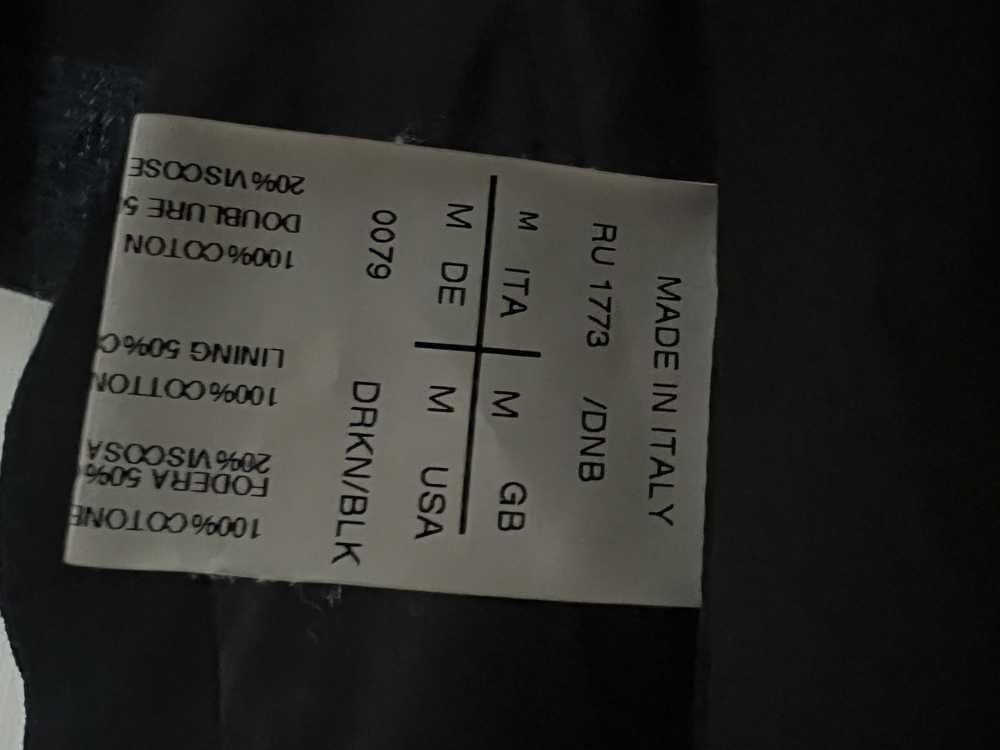 MADE IN ITALY
RU 1773 /DNB
M ITA M GB
M DE M USA
0079 DRKN/BLK
100%COTONE
FODERA 50%
20%VISCOSA
100%COTTON
LINING 50%C
100%COTON
DOUBLURE 5
20%VISCOSE